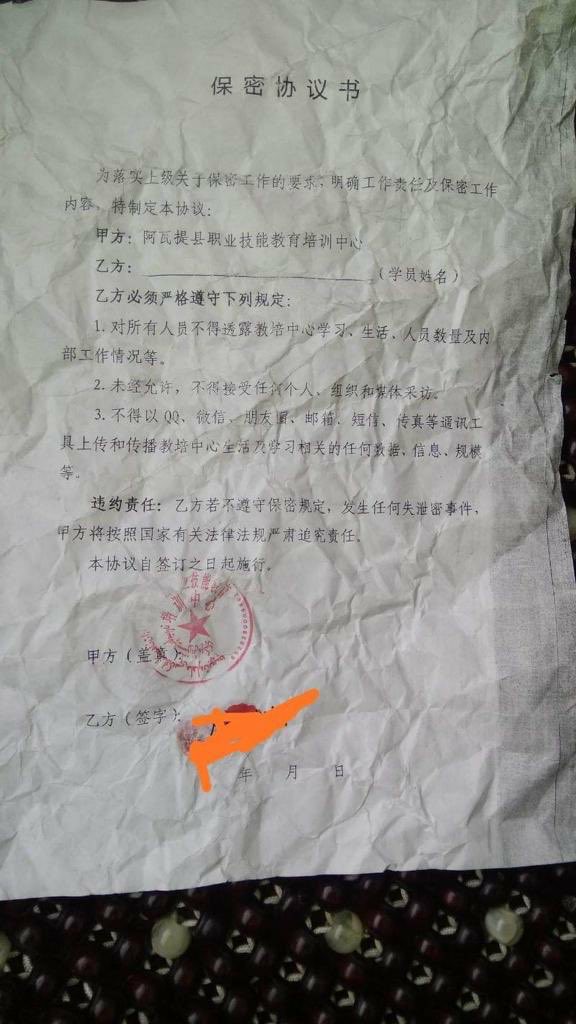 保密协议书
为落实上级关于保密工作的要求，明确工作责任及保密工作
内容，特制定本协议：
甲方：阿瓦提县职业技能教育培训中心
乙方：____________________（学员姓名）
乙方必须严格遵守下列规定：
1. 对所有人员不得透露教培中心学习、生活、人员数量及内
部工作情况等。
2. 未经允许，不得接受任何个人、组织和媒体采访。
3. 不得以QQ、微信、朋友圈、邮箱、短信、传真等通讯工
具上传和传播教培中心生活及学习相关的任何数据、信息、规模
等。
违约责任：乙方若不遵守保密规定，发生任何失泄密事件，
甲方将按照国家有关法律法规严肃追究责任。
本协议自签订之日起施行。
甲方（盖章）：
乙方（签字）：
年 月 日